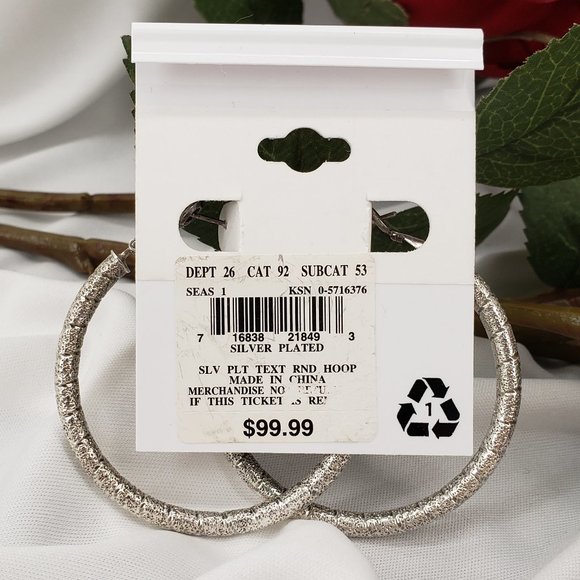 DEPT 26 CAT 92 SUBCAT 53
SEAS 1 KSN 0-5716376
7 16838 21849 3
SILVER PLATED
SLV PLT TEXT RND HOOP
MADE IN CHINA
MERCHANDISE NO
IF THIS TICKET IS
$99.99
1